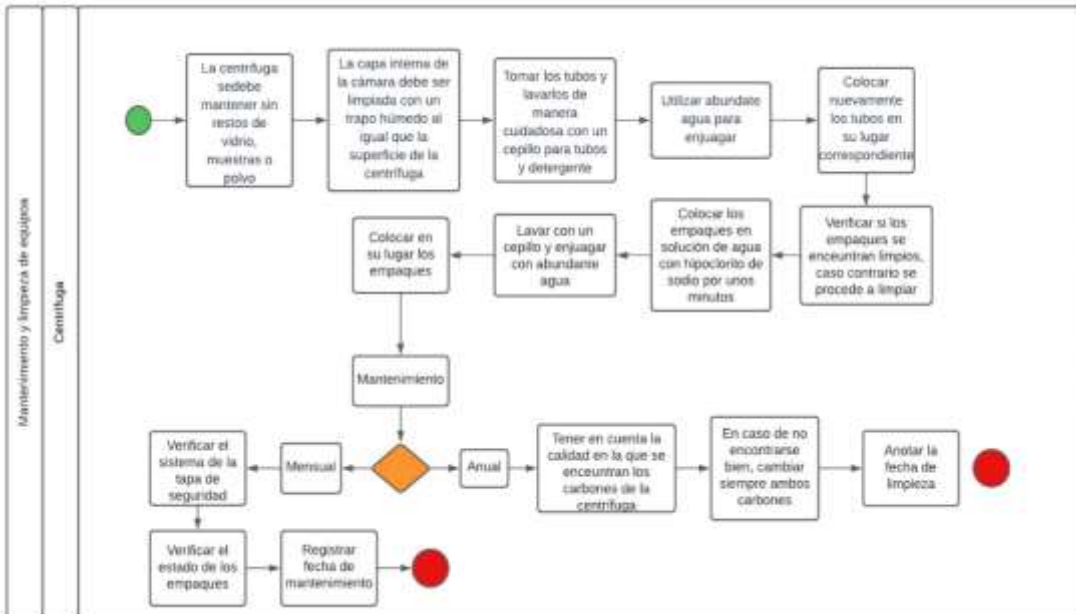 Mantenimiento y limpeza de equipos
Centrifuga
La centrífuga
sedebe
mantener sin
restos de
vidrio,
muestras o
polvo
La capa interna de
la cámara debe ser
limpiada con un
trapo húmedo al
igual que la
superficie de la
centrífuga
Tomar los tubos y
lavarlos de
manera
cuidadosa con un
cepillo para tubos
y detergente
Utilizar abundate
agua para
enjuagar
Colocar
nuevamente
los tubos en
su lugar
correspondiente
Verificar si los
empaques se
enceuntran limpios,
caso contrario se
procede a limpiar
Colocar los
empaques en
solución de agua
con hipoclorito de
sodio por unos
minutos
Lavar con un
cepillo y enjuagar
con abundante
agua
Colocar en
su lugar los
empaques
Mantenimiento
Mensual
Verificar el
sistema de la
tapa de
seguridad
Verificar el
estado de los
empaques
Registrar
fecha de
mantenimiento
Anual
Tener en cuenta la
calidad en la que se
enceuntran los
carbones de la
centrífuga
En caso de no
encontrarse
bien, cambiar
siempre ambos
carbones
Anotar la
fecha de
limpieza